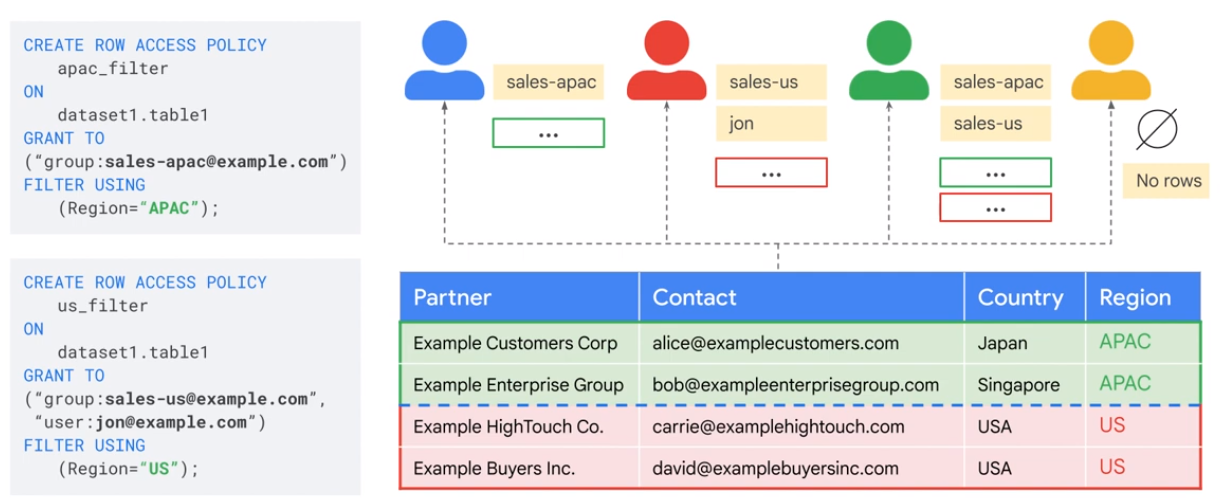 CREATE ROW ACCESS POLICY
apac_filter
ON
dataset1.table1
GRANT TO
(“group:sales-apac@example.com”)
FILTER USING
(Region=“APAC”);
CREATE ROW ACCESS POLICY
us_filter
ON
dataset1.table1
GRANT TO
(“group:sales-us@example.com”,
“user:jon@example.com”)
FILTER USING
(Region=“US”);
sales-apac
...
sales-us
jon
...
sales-apac
sales-us
...
...
No rows
Partner Contact Country Region
Example Customers Corp alice@examplecustomers.com Japan APAC
Example Enterprise Group bob@exampleenterprisegroup.com Singapore APAC
Example HighTouch Co. carrie@examplehightouch.com USA US
Example Buyers Inc. david@examplebuyersinc.com USA US